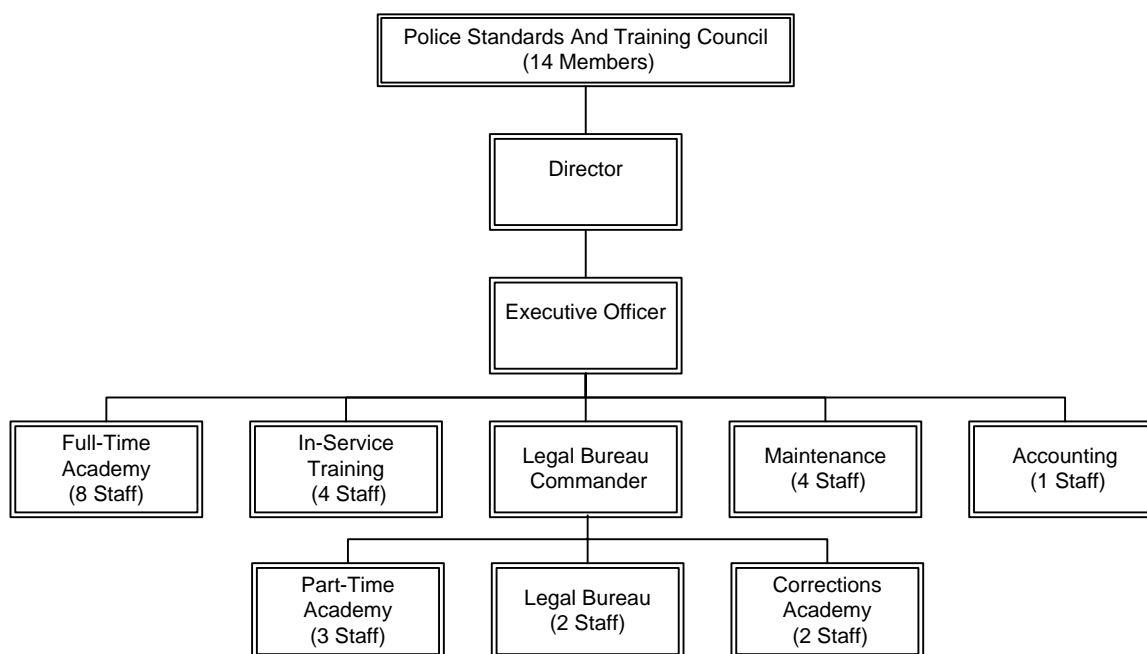 Police Standards And Training Council
(14 Members)
Director
Executive Officer
Full-Time
Academy
(8 Staff)
In-Service
Training
(4 Staff)
Legal Bureau
Commander
Maintenance
(4 Staff)
Accounting
(1 Staff)
Part-Time
Academy
(3 Staff)
Legal Bureau
(2 Staff)
Corrections
Academy
(2 Staff)